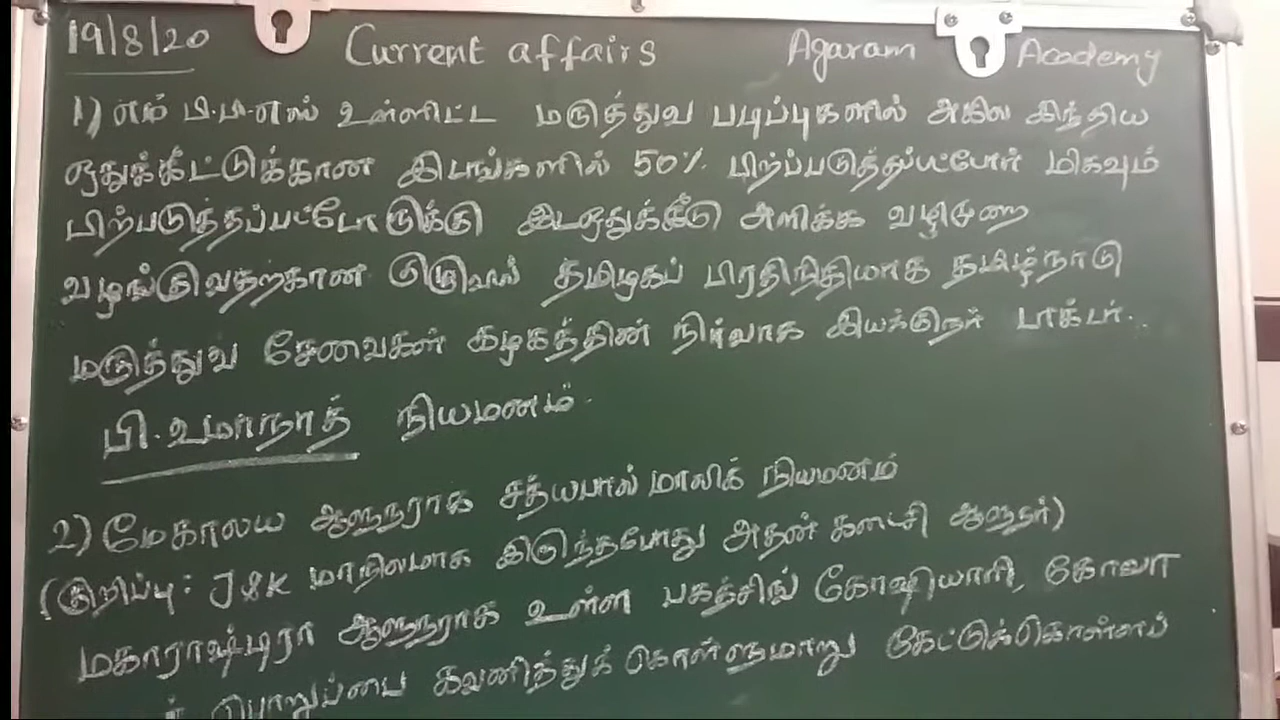 19/8/20 Current affairs Agaram Academy
1) எம்.பி.பி.எஸ் உள்ளிட்ட மருத்துவ படிப்புகளில் அகில இந்திய
ஒதுக்கீட்டுக்கான இடங்களில் 50% பிற்ப்படுத்தப்பட்போர் மிகவும்
பிற்படுத்தப்பட்டோருக்கு இடஒதுக்கீடு அளிக்க வழிமுறை
வழங்குவதற்கான குழுவில் தமிழகப் பிரதிநிதியாக தமிழ்நாடு
மருத்துவ சேவைகள் கழகத்தின் நிர்வாக இயக்குநர் டாக்டர்.
பி.உமாநாத் நியமனம்.
2) மேகாலய ஆளுநராக சத்யபால் மாலிக் நியமனம்
(குறிப்பு: J&K மாநிலமாக இருந்தபோது அதன் கடைசி ஆளுநர்)
மகாராஷ்டிரா ஆளுநராக உள்ள பகத்சிங் கோஷியாரி, கோவா
பொறுப்பை கவனித்துக் கொள்ளுமாறு கேட்டுக்கொள்ளப்